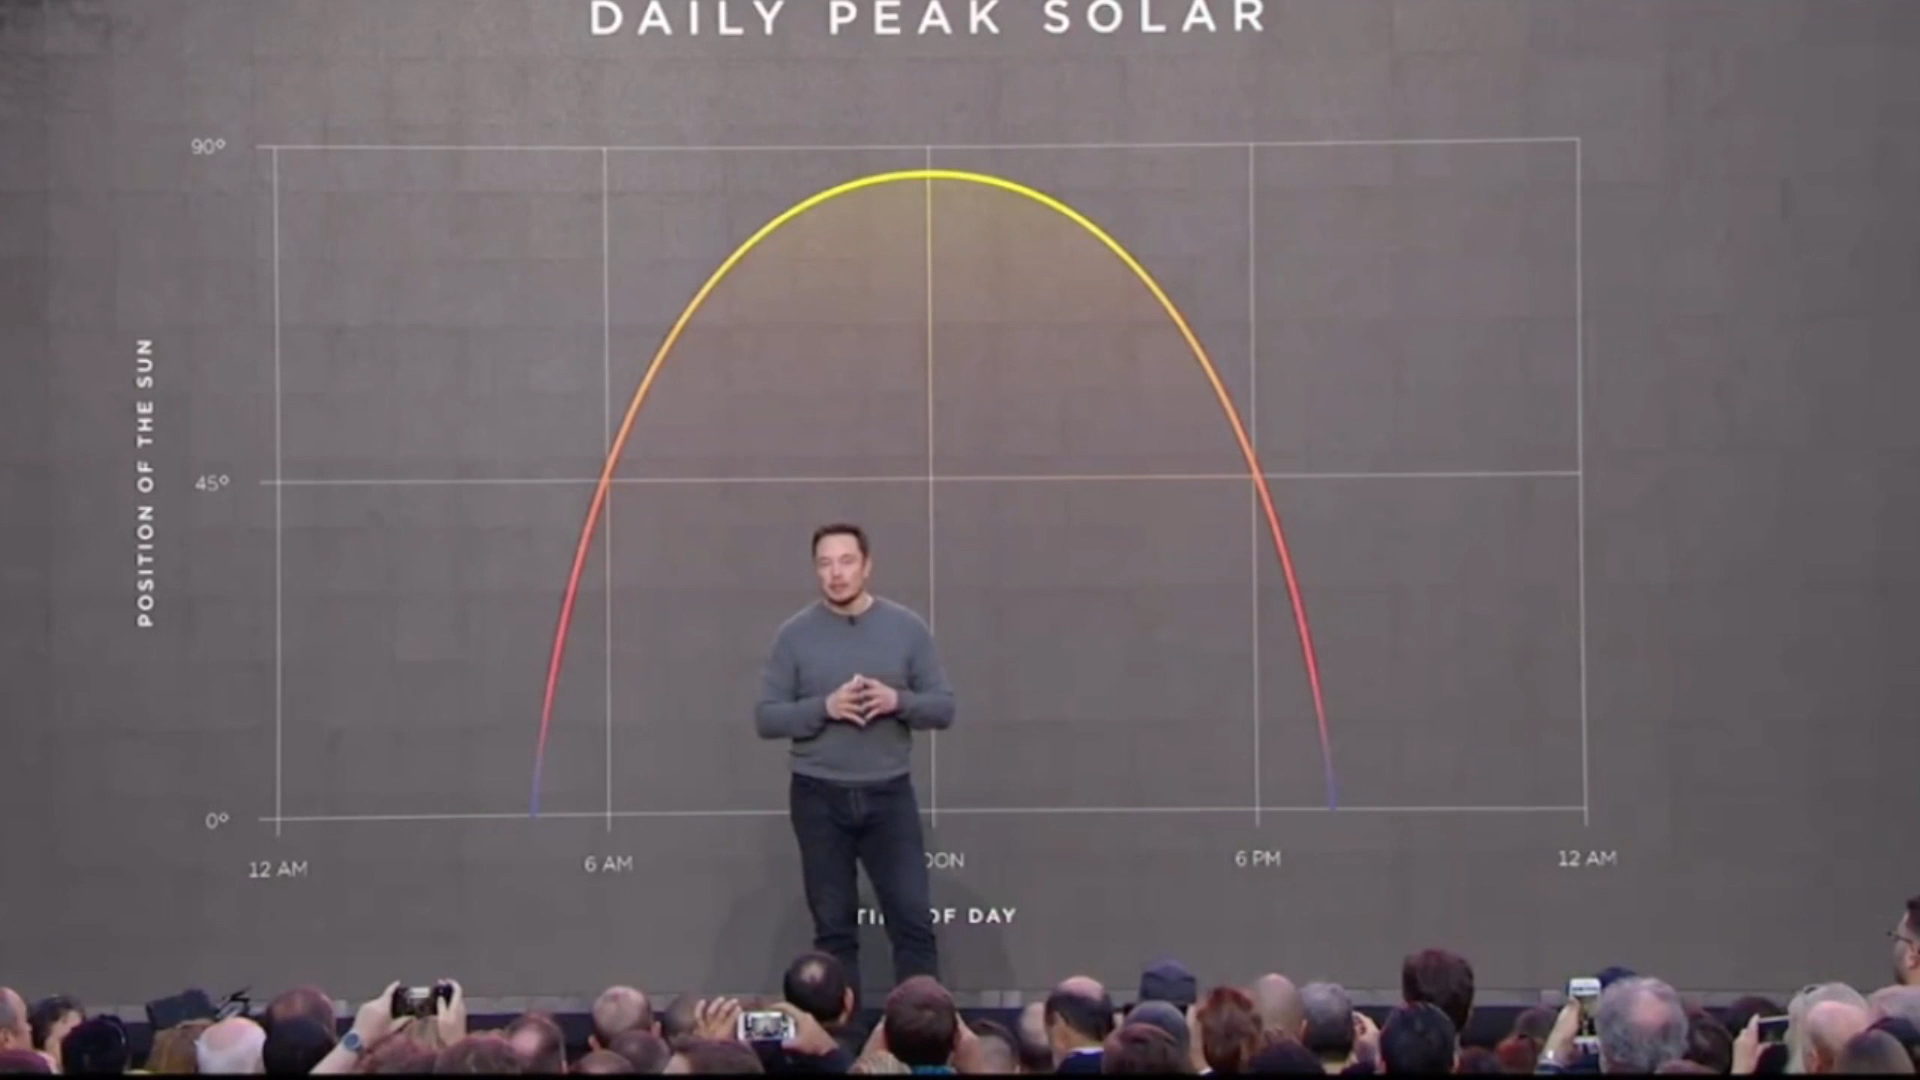 DAILY PEAK SOLAR
90°
45°
0°
POSITION OF THE SUN
12 AM
6 AM
6 PM
12 AM
OF DAY